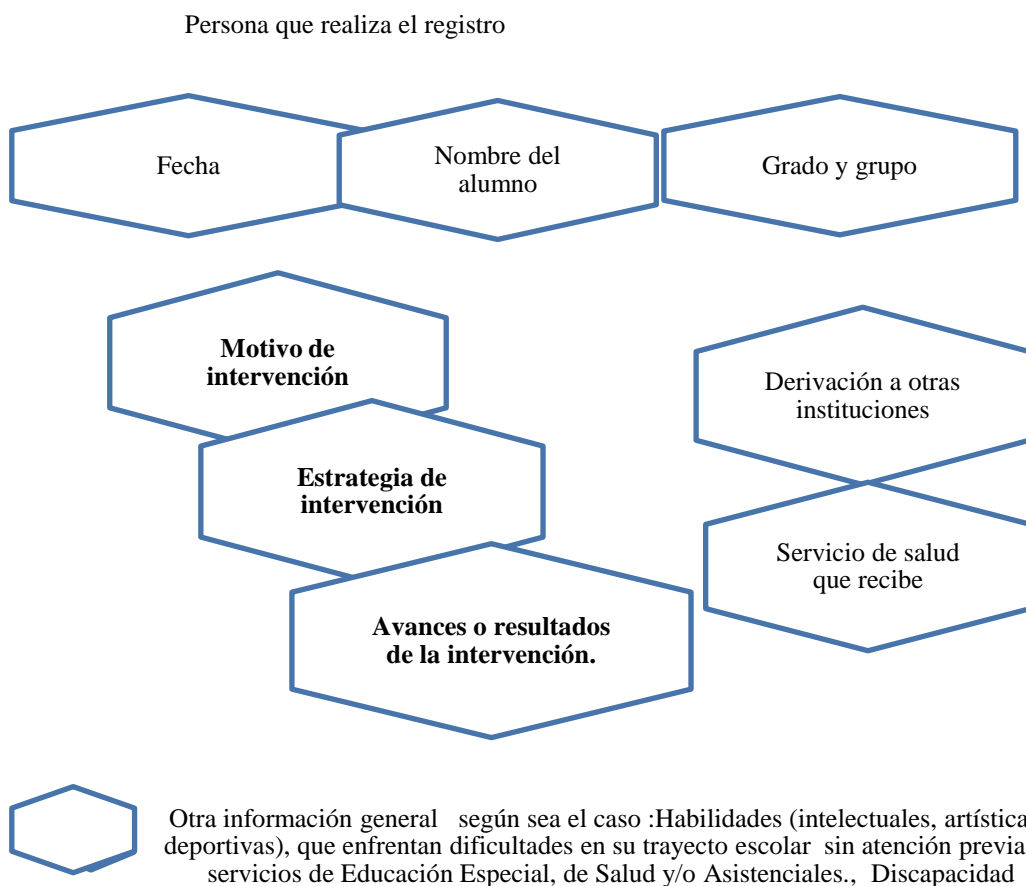 Persona que realiza el registro
Fecha
Nombre del
alumno
Grado y grupo
Motivo de
intervención
Estrategia de
intervención
Avances o resultados
de la intervención.
Derivación a otras
instituciones
Servicio de salud
que recibe
Otra información general según sea el caso :Habilidades (intelectuales, artística
deportivas), que enfrentan dificultades en su trayecto escolar sin atención previa
servicios de Educación Especial, de Salud y/o Asistenciales., Discapacidad